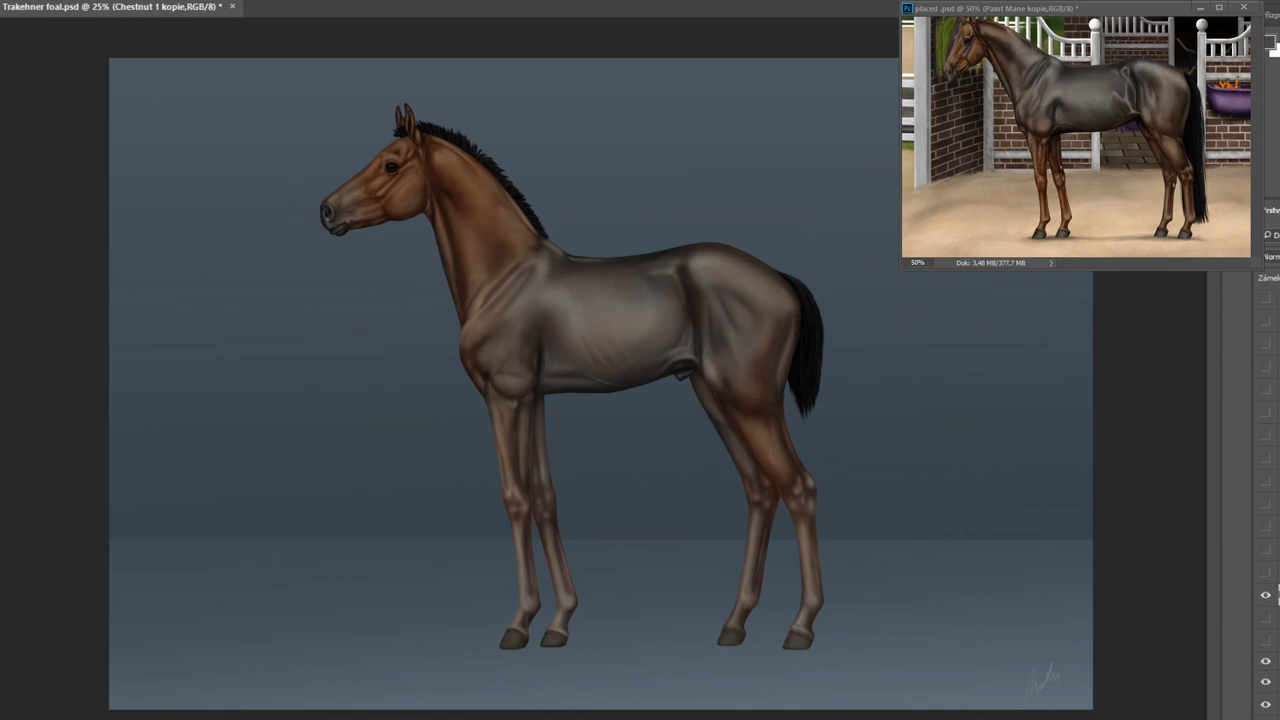 Trakehner foal.psd @ 25% (Chestnut 1 kopie,RGB/8) *
placed .psd @ 50% (Paint Mane kopie,RGB/8) *
50%
Dok: 3,48 MB/377,7 MB
Ps